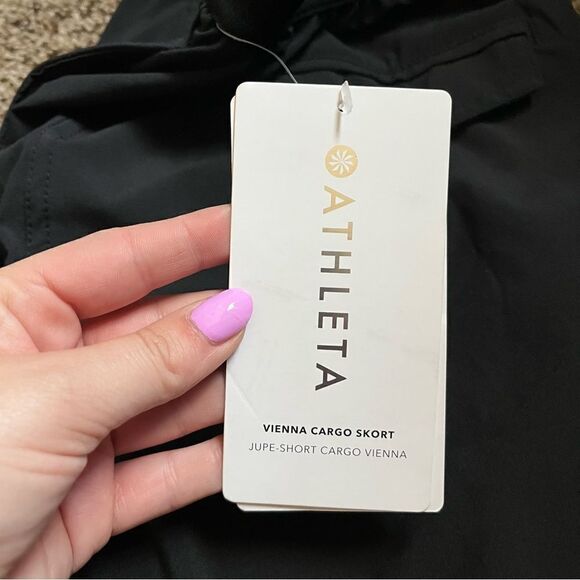 ATHLETA
VIENNA CARGO SKORT
JUPE-SHORT CARGO VIENNA